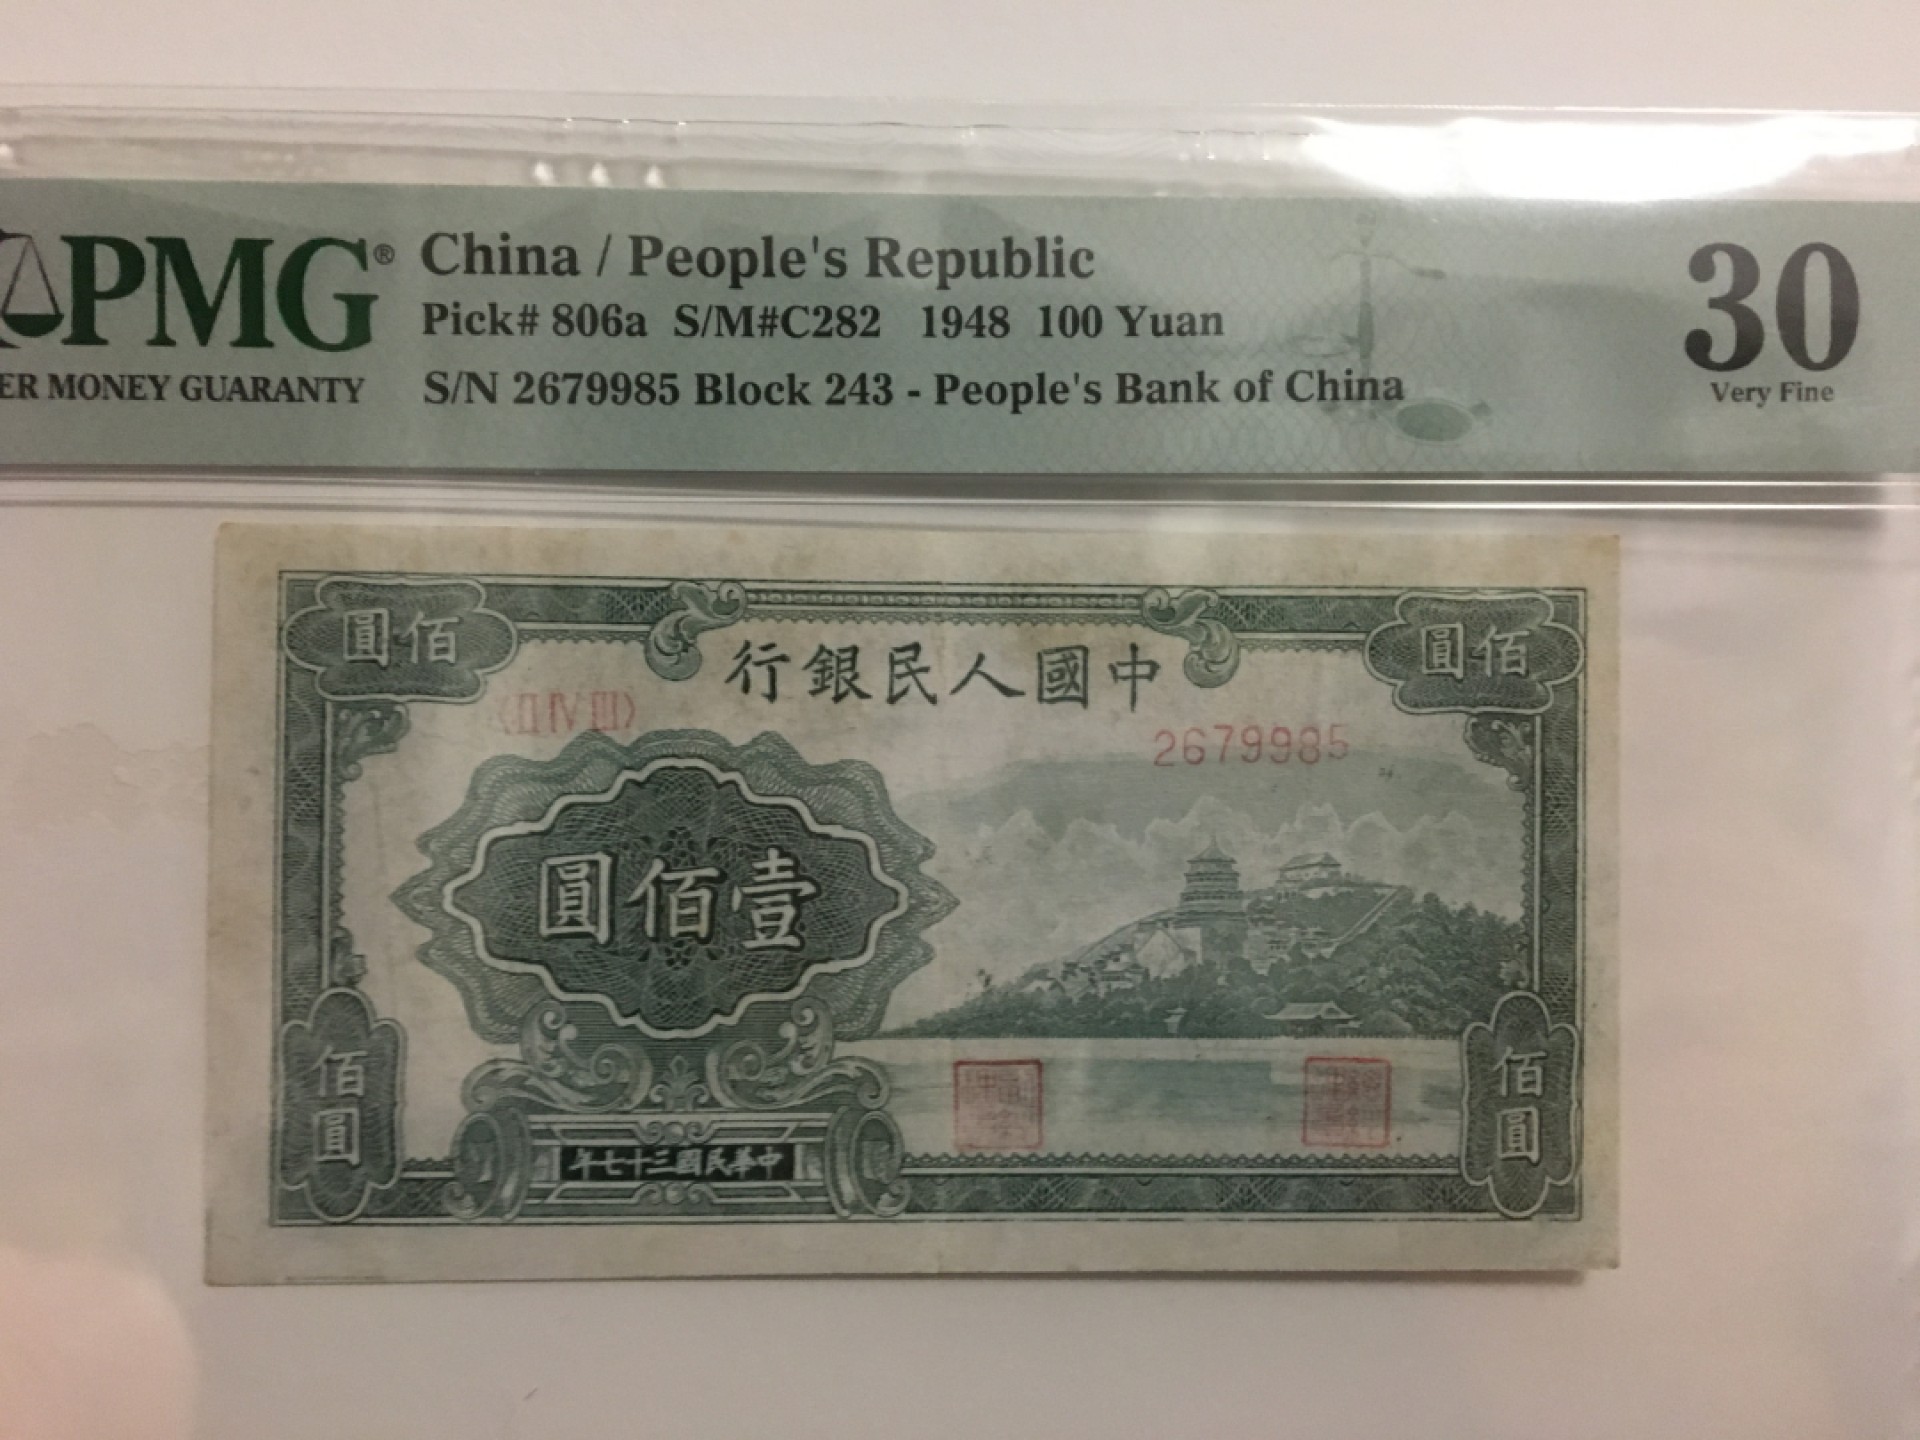 PMG®
ER MONEY GUARANTY
China / People's Republic
Pick# 806a S/M#C282 1948 100 Yuan
S/N 2679985 Block 243 - People's Bank of China
30
Very Fine
圓佰
行銀民人國中
圓佰
〈II IV III〉
2679985
圓佰壹
佰圓
年七十三國民華中
佰圓